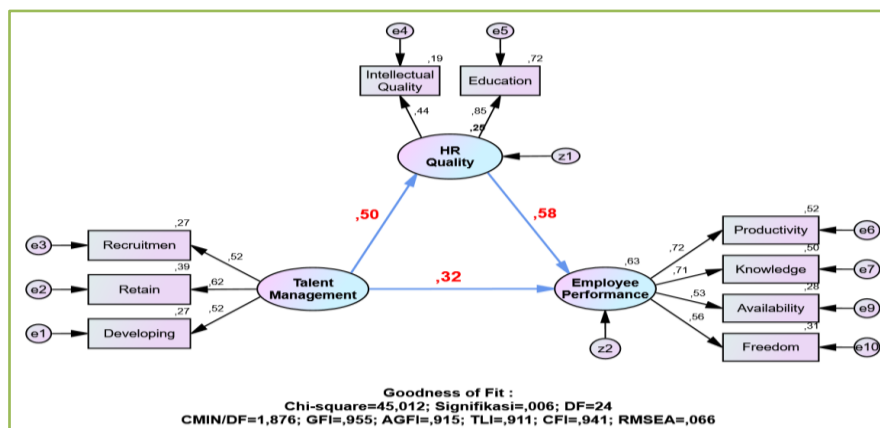 e4
e5
,19
,72
Intellectual
Quality
Education
,44
,85
,25
HR
Quality
z1
,50
,58
,27
e3
Recruitmen
,52
,39
e2
Retain
,62
,27
e1
Developing
,52
Talent
Management
,32
,63
Employee
Performance
z2
,52
,72
Productivity
e6
,50
,71
Knowledge
e7
,28
,53
Availability
e9
,31
,56
Freedom
e10
Goodness of Fit :
Chi-square=45,012; Signifikasi=,006; DF=24
CMIN/DF=1,876; GFI=,955; AGFI=,915; TLI=,911; CFI=,941; RMSEA=,066